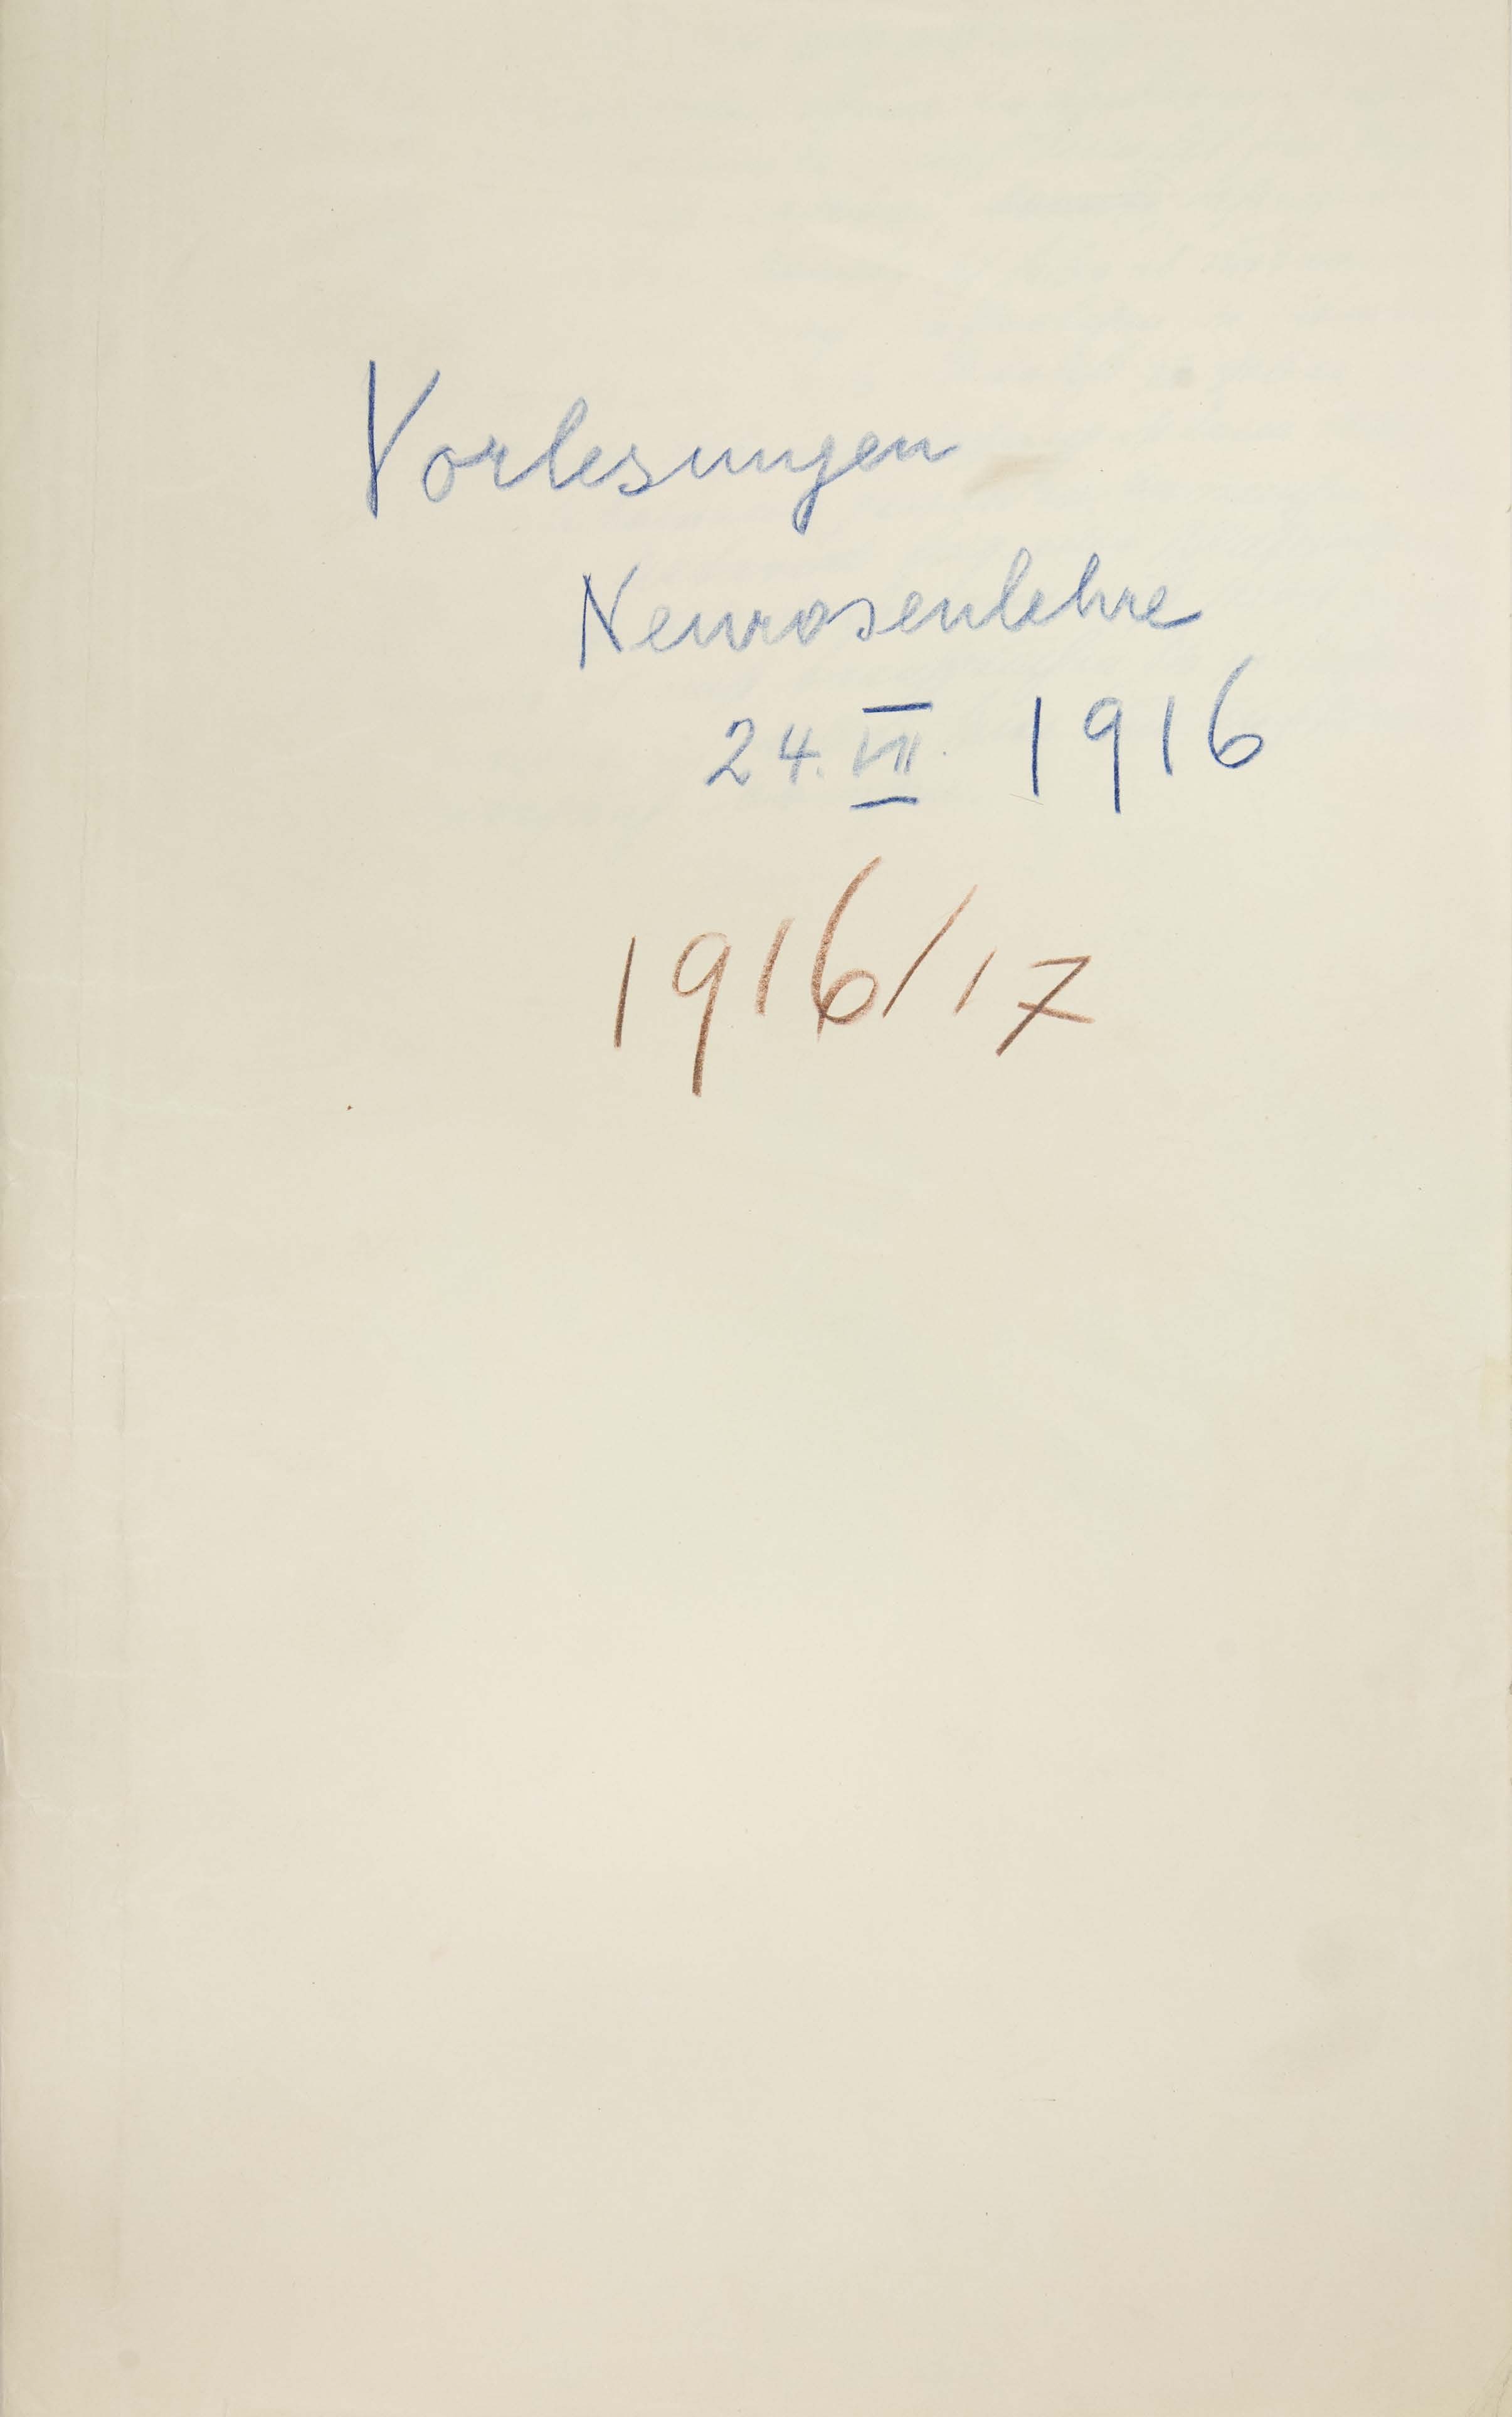 Vorlesungen
Neurosenlehre
24. VII. 1916
1916/17